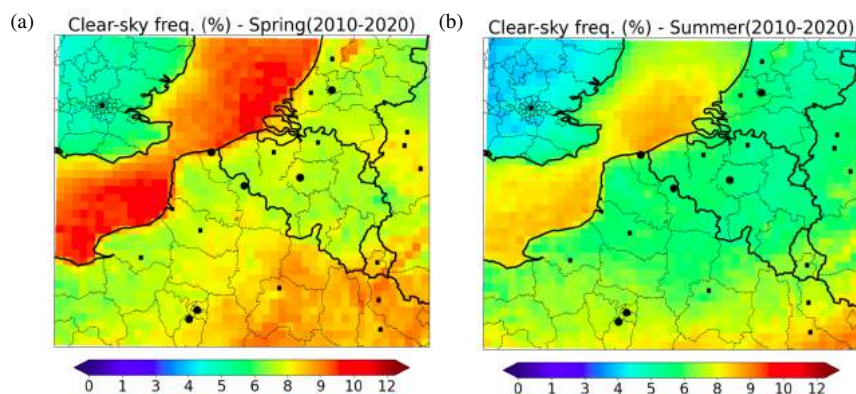 (a)
Clear-sky freq. (%) - Spring(2010-2020)
0 1 3 4 5 6 8 9 10 12
(b)
Clear-sky freq. (%) - Summer(2010-2020)
0 1 3 4 5 6 8 9 10 12